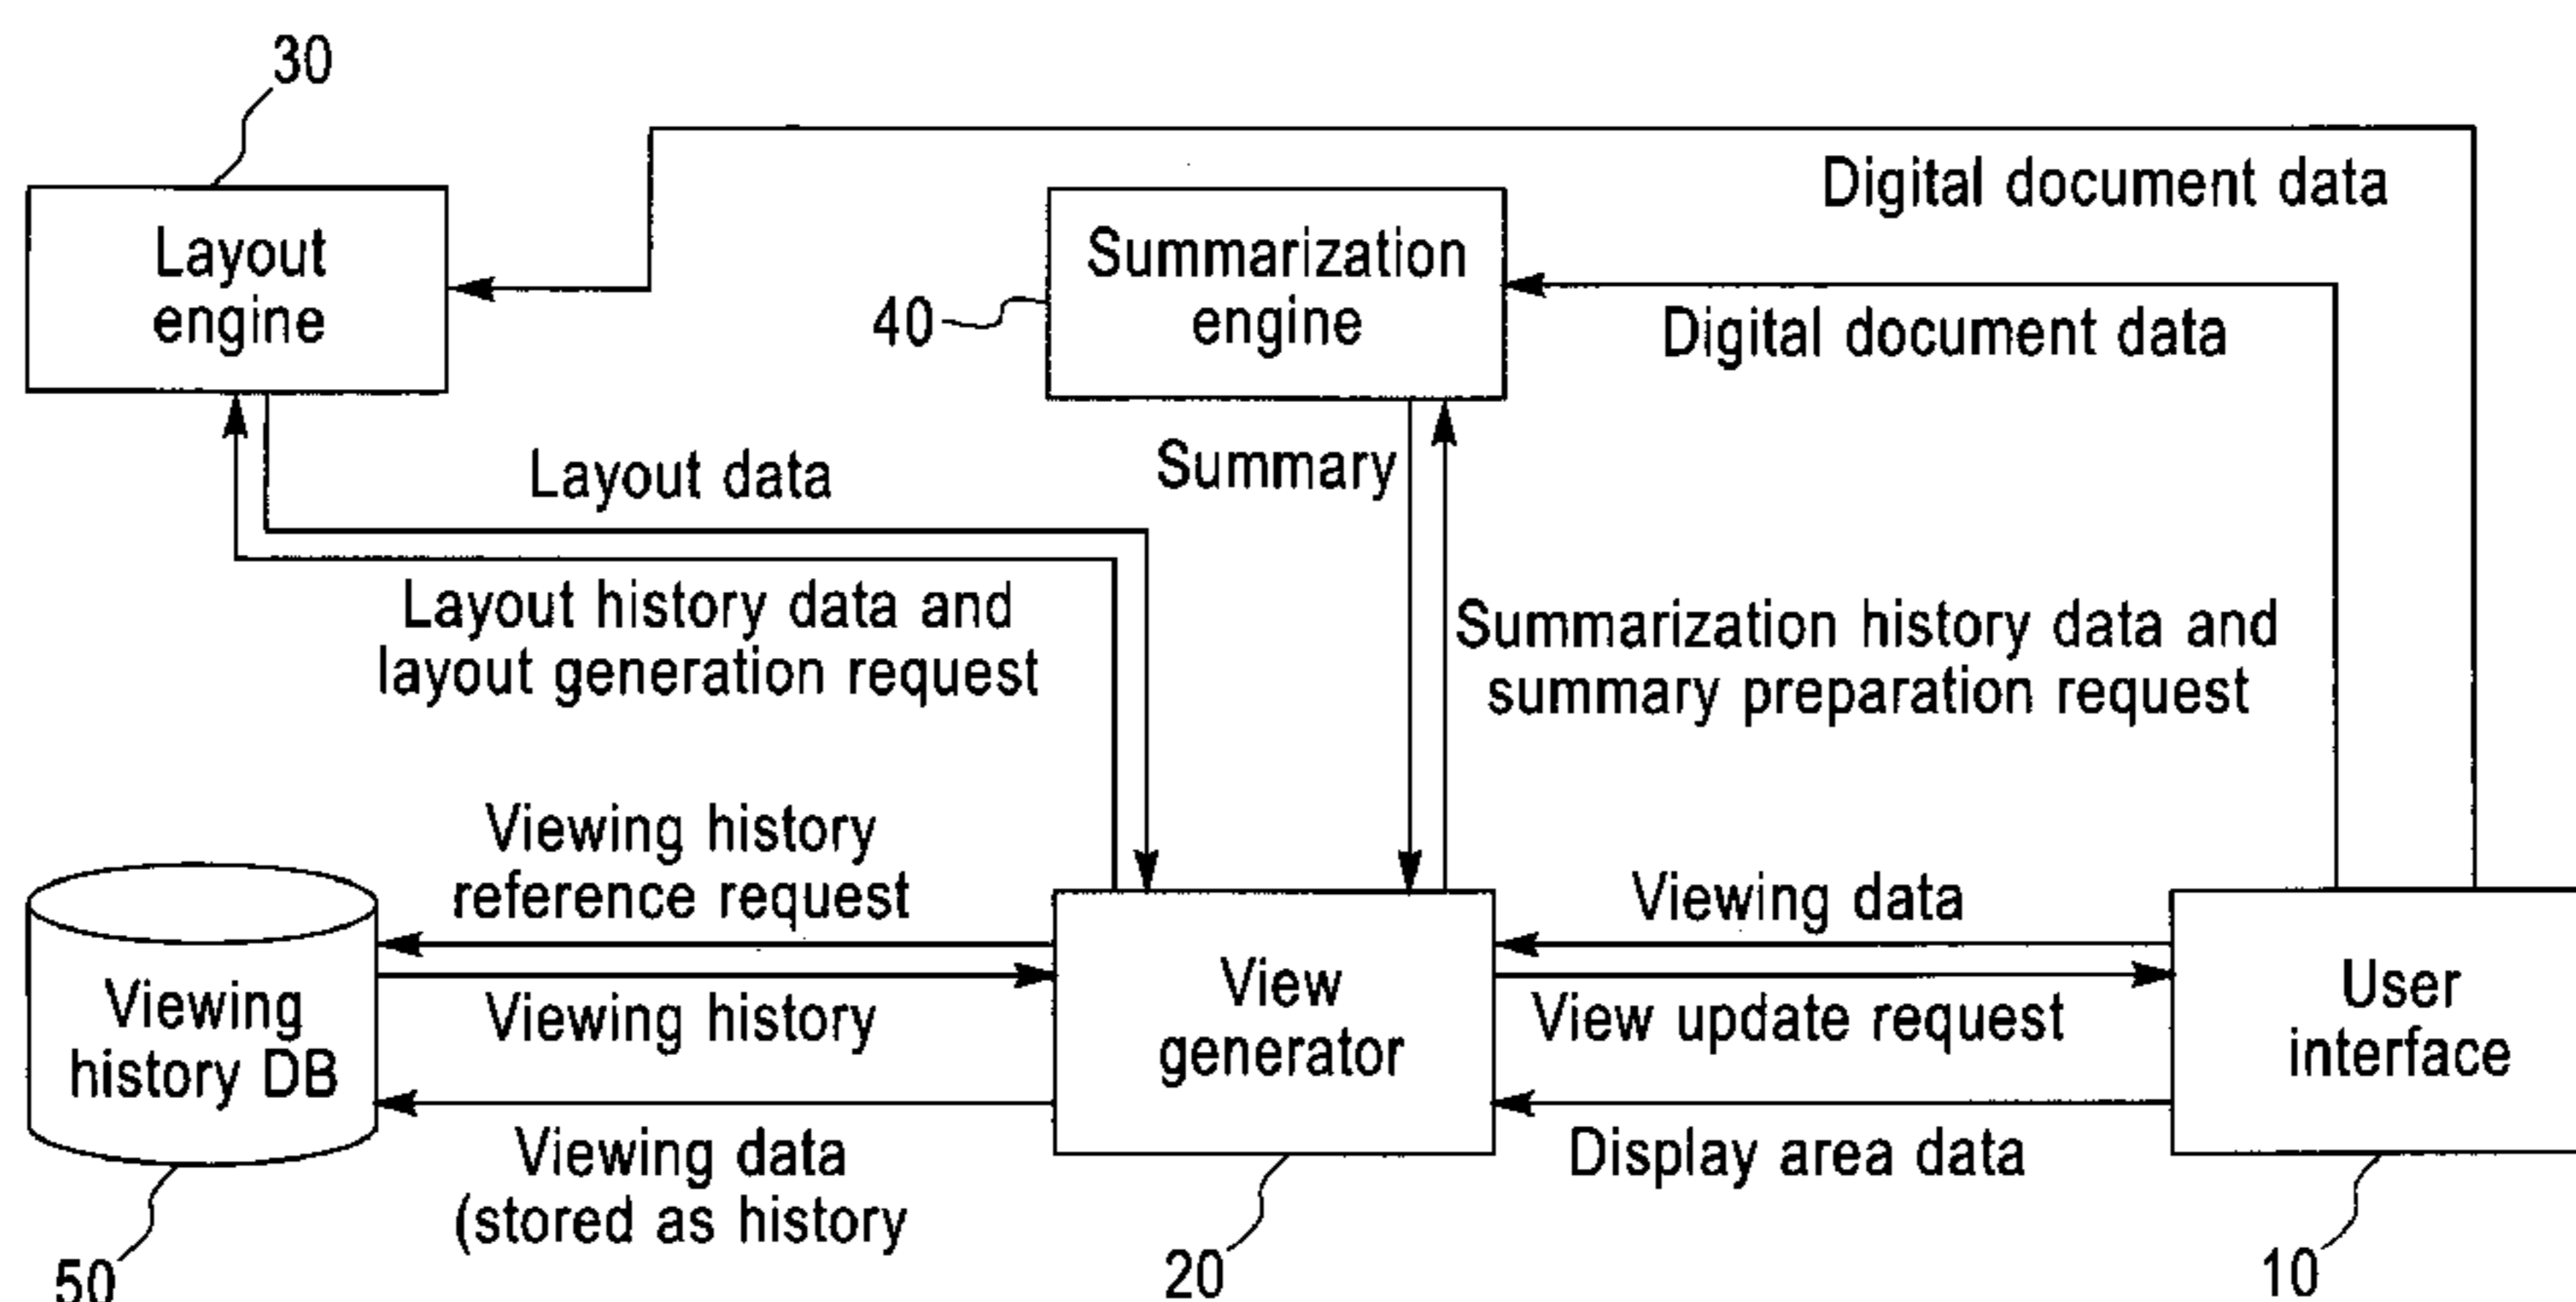 30
Digital document data
Layout
engine
Summarization
engine
40
Digital document data
Layout data
Summary
Layout history data and
layout generation request
Summarization history data and
summary preparation request
Viewing history
reference request
Viewing data
Viewing
history DB
Viewing history
View
generator
View update request
User
interface
Viewing data
(stored as history
Display area data
50
20
10